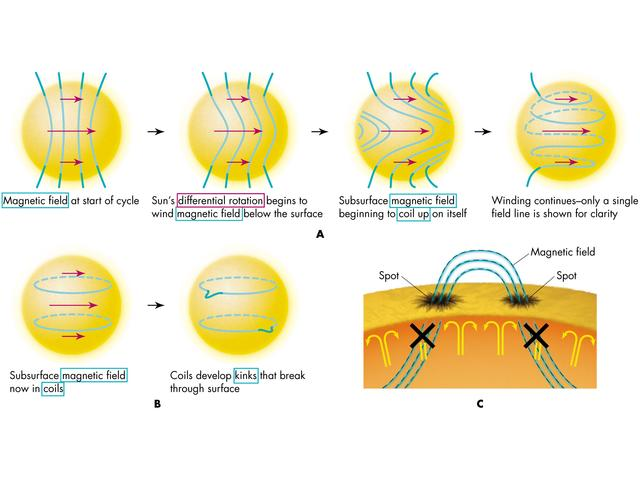 Magnetic field at start of cycle
Sun's differential rotation begins to
wind magnetic field below the surface
Subsurface magnetic field
beginning to coil up on itself
Winding continues–only a single
field line is shown for clarity
A
Subsurface magnetic field
now in coils
Coils develop kinks that break
through surface
B
Magnetic field
Spot
Spot
C